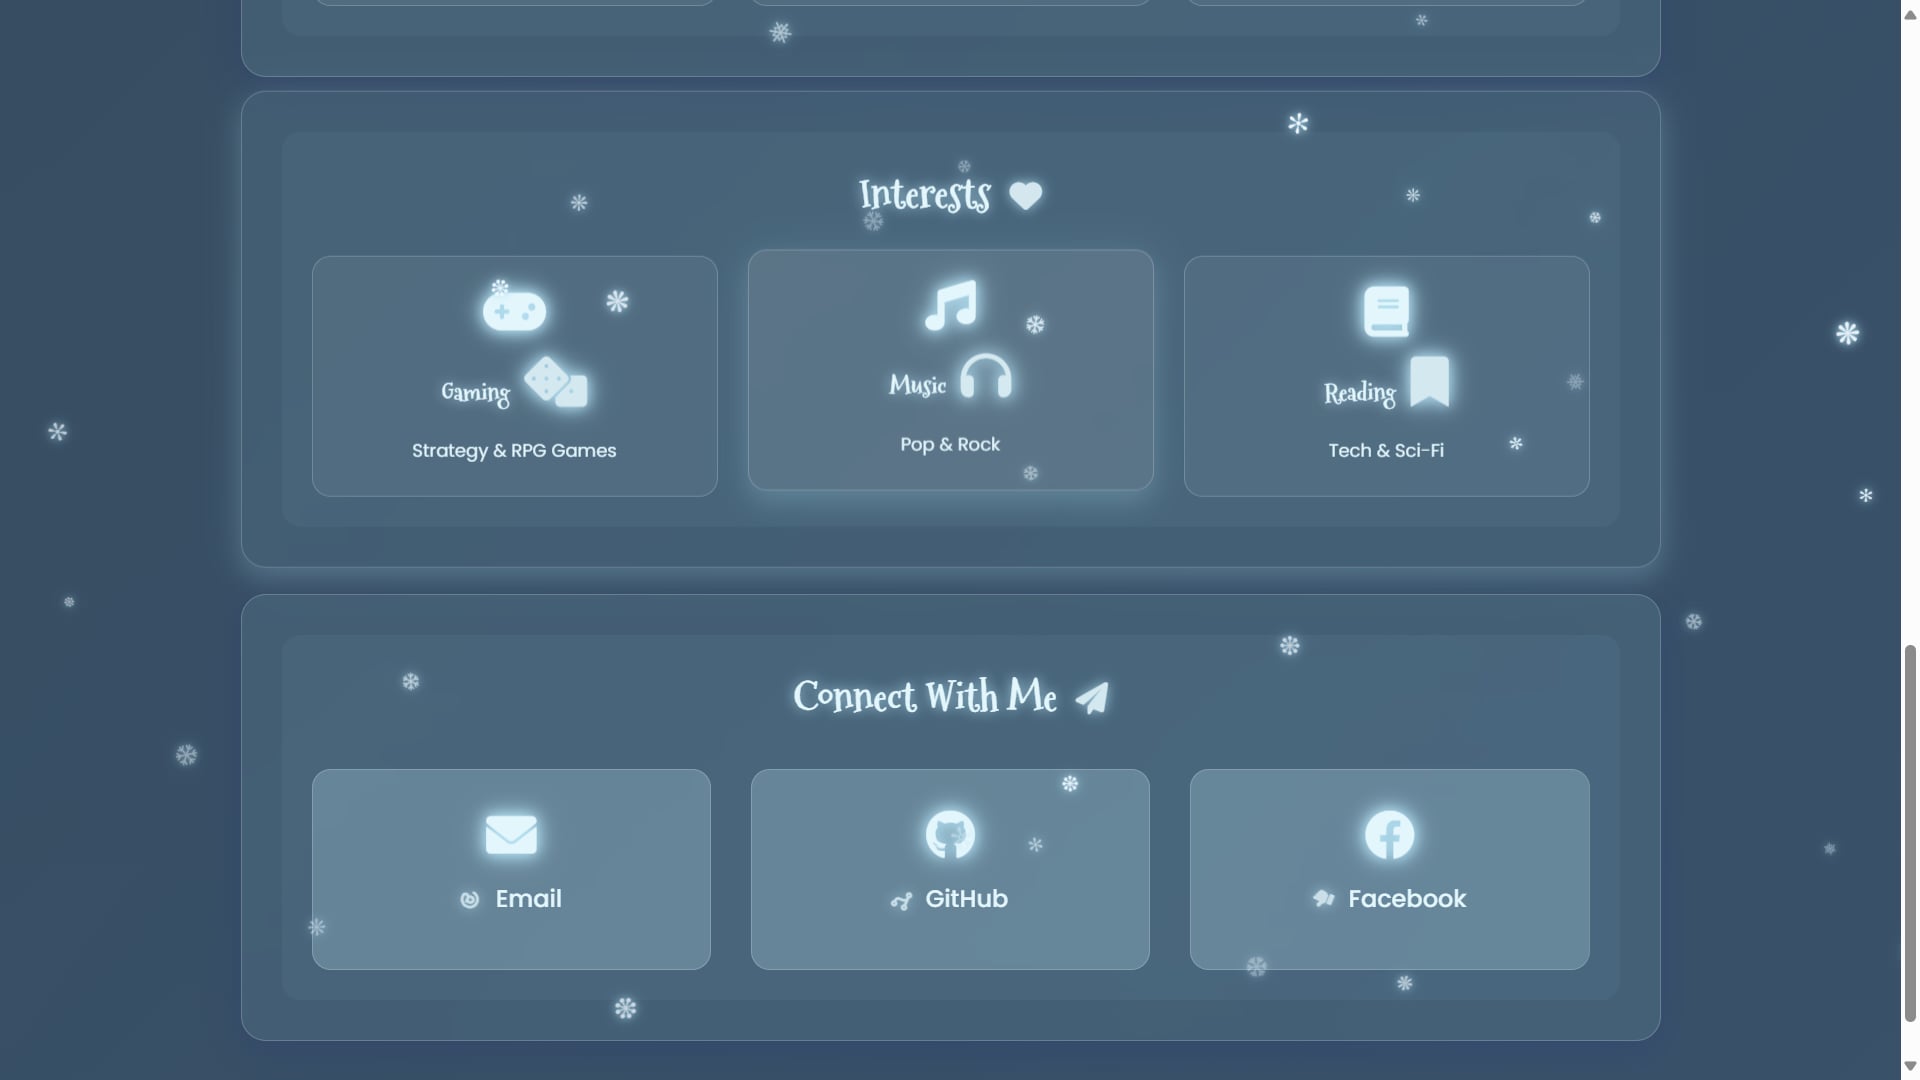 Interests
Gaming
Strategy & RPG Games
Music
Pop & Rock
Reading
Tech & Sci-Fi
Connect With Me
Email
GitHub
Facebook